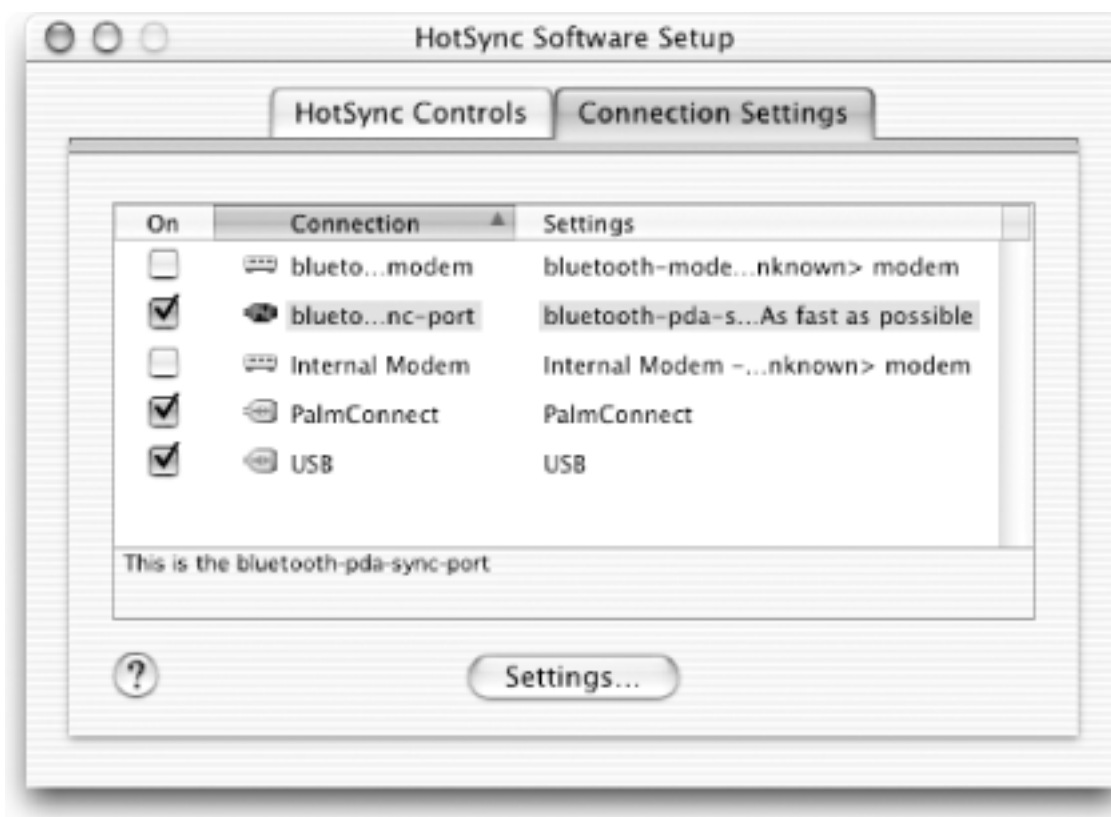 HotSync Software Setup
HotSync Controls Connection Settings
On Connection Settings
blueto...modem bluetooth-mode...nknown> modem
blueto...nc-port bluetooth-pda-s...As fast as possible
Internal Modem Internal Modem -...nknown> modem
PalmConnect PalmConnect
USB USB
This is the bluetooth-pda-sync-port
? Settings...